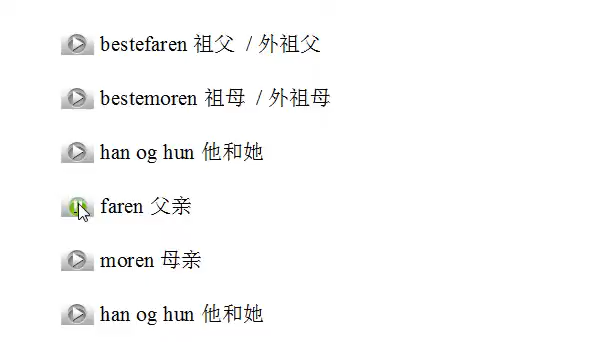 bestefaren 祖父 / 外祖父
bestemoren 祖母 / 外祖母
han og hun 他和她
faren 父亲
moren 母亲
han og hun 他和她